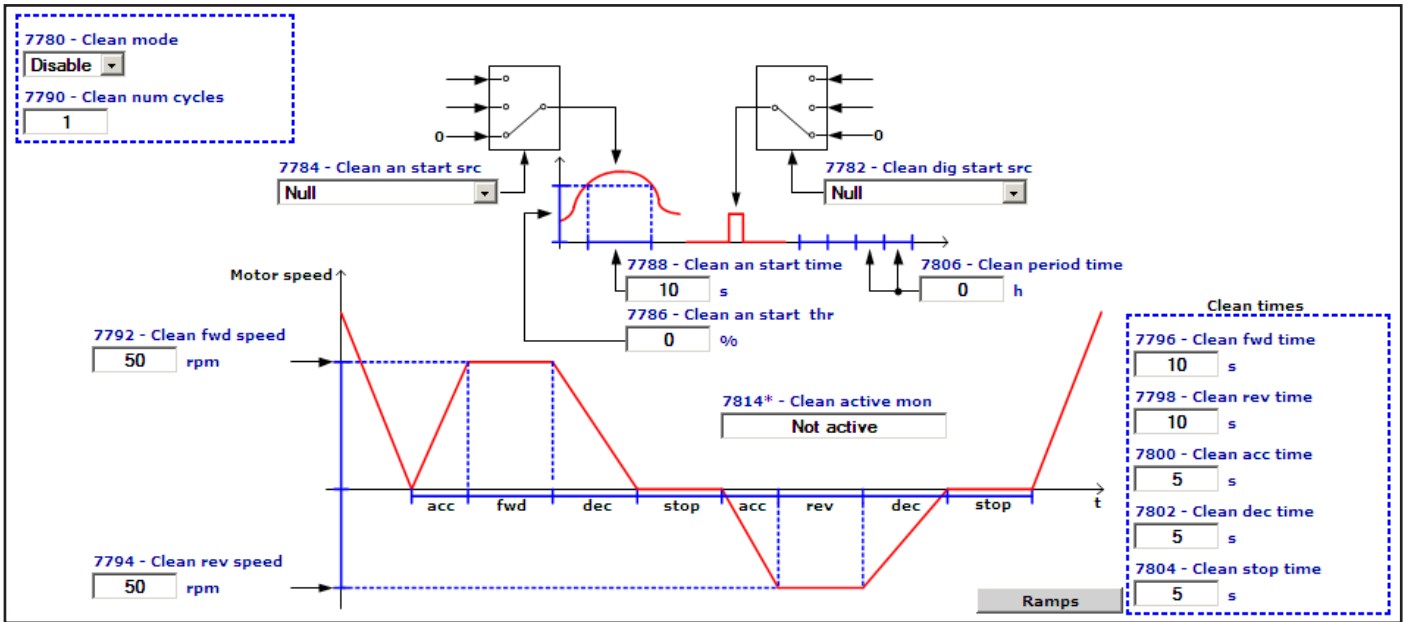 7780 - Clean mode
Disable
7790 - Clean num cycles
1
0
0
7784 - Clean an start src
Null
7782 - Clean dig start src
Null
7788 - Clean an start time
10 s
7806 - Clean period time
0 h
7786 - Clean an start  thr
0 %
Motor speed
7792 - Clean fwd speed
50 rpm
7814* - Clean active mon
Not active
acc fwd dec stop acc rev dec stop t
7794 - Clean rev speed
50 rpm
Ramps
Clean times
7796 - Clean fwd time
10 s
7798 - Clean rev time
10 s
7800 - Clean acc time
5 s
7802 - Clean dec time
5 s
7804 - Clean stop time
5 s